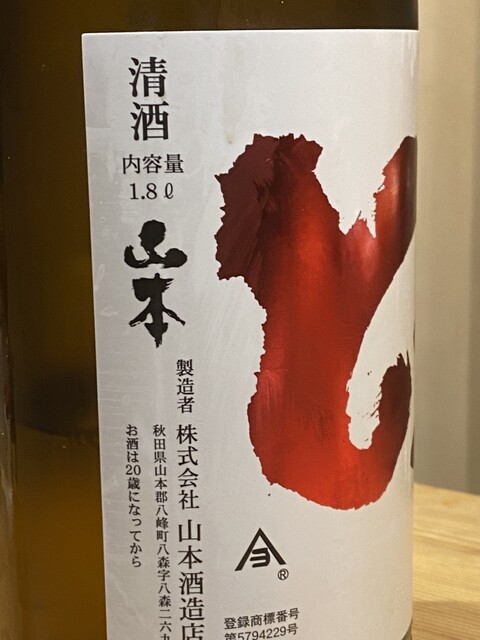 清酒
内容量
1.8ℓ
山本
製造者 株式会社 山本酒造店
秋田県山本郡八峰町八森字八森二六九
お酒は20歳になってから
®
登録商標番号
第5794229号